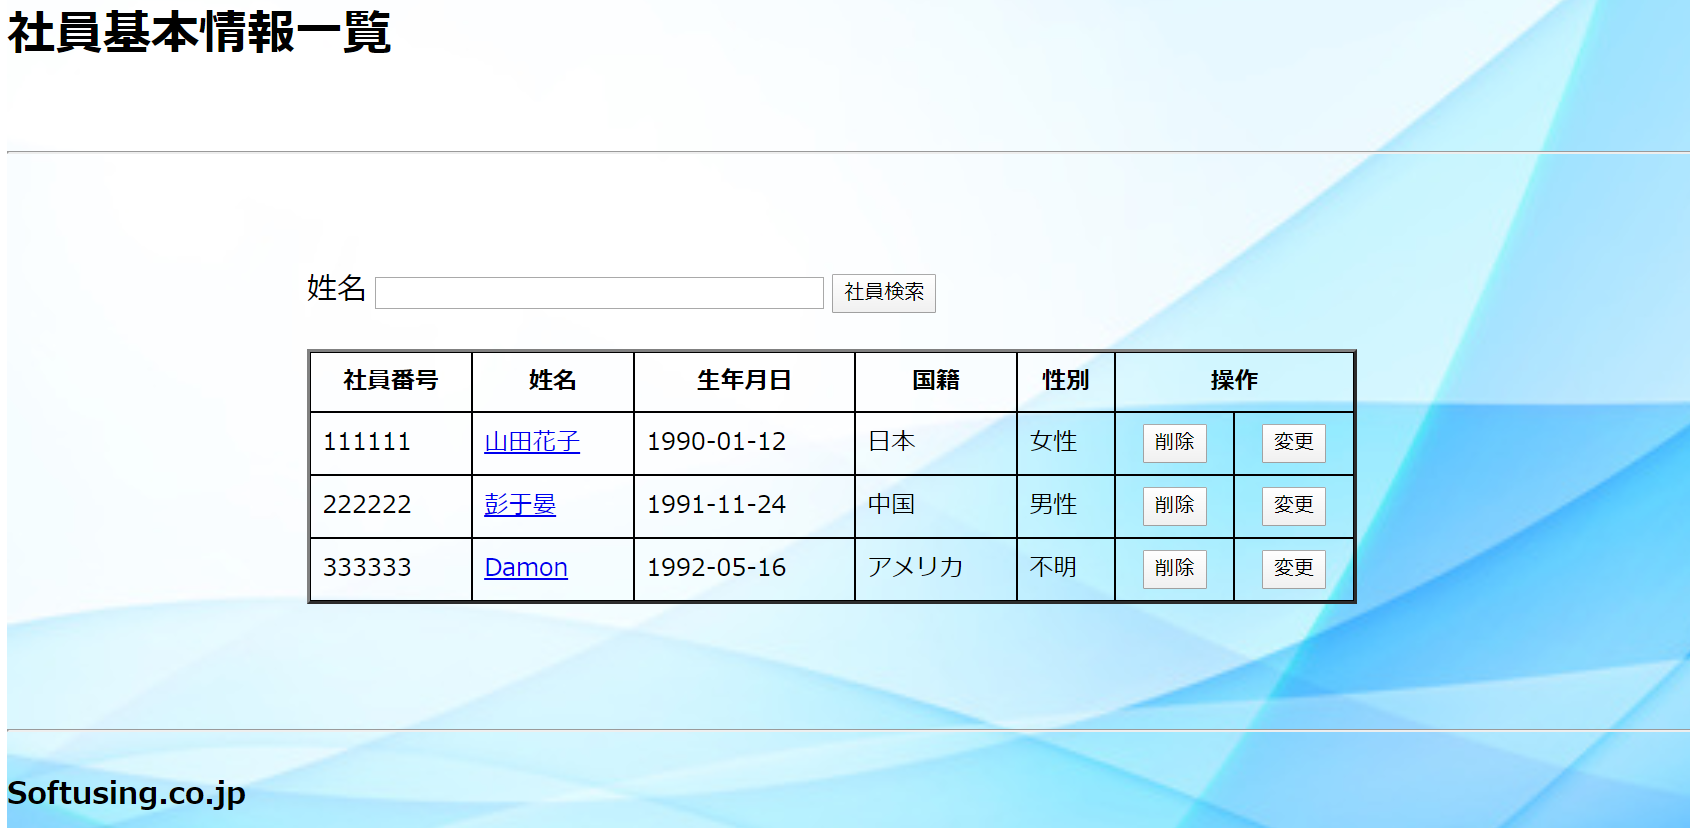 社員基本情報一覧
姓名 社員検索
社員番号 姓名 生年月日 国籍 性別 操作
111111 山田花子 1990-01-12 日本 女性 削除 変更
222222 彭于晏 1991-11-24 中国 男性 削除 変更
333333 Damon 1992-05-16 アメリカ 不明 削除 変更
Softusing.co.jp